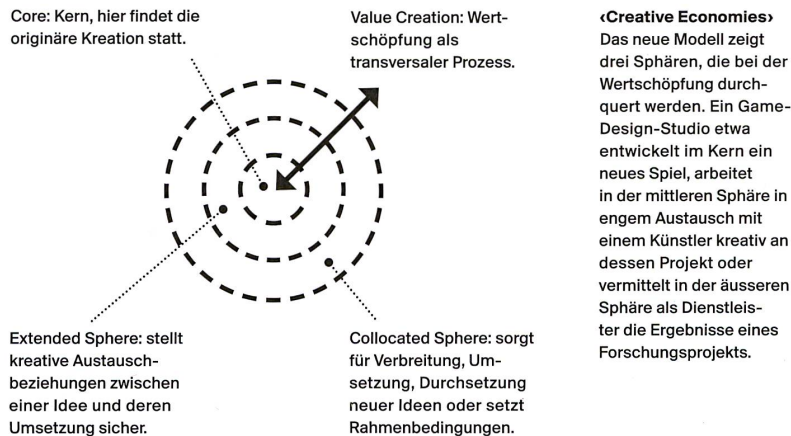 Core: Kern, hier findet die
originäre Kreation statt.
Value Creation: Wert-
schöpfung als
transversaler Prozess.
Extended Sphere: stellt
kreative Austausch-
beziehungen zwischen
einer Idee und deren
Umsetzung sicher.
Collocated Sphere: sorgt
für Verbreitung, Um-
setzung, Durchsetzung
neuer Ideen oder setzt
Rahmenbedingungen.
‹Creative Economies›
Das neue Modell zeigt
drei Sphären, die bei der
Wertschöpfung durch-
quert werden. Ein Game-
Design-Studio etwa
entwickelt im Kern ein
neues Spiel, arbeitet
in der mittleren Sphäre in
engem Austausch mit
einem Künstler kreativ an
dessen Projekt oder
vermittelt in der äusseren
Sphäre als Dienstleis-
ter die Ergebnisse eines
Forschungsprojekts.